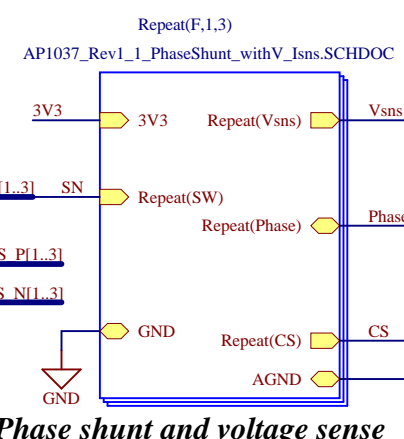 Repeat(F,1,3)
AP1037_Rev1_1_PhaseShunt_withV_Isns.SCHDOC
3V3 3V3 Repeat(Vsns) Vsns
[1..3] SN Repeat(SW)
Repeat(Phase) Phase
S_P[1..3]
S_N[1..3]
GND Repeat(CS) CS
AGND
GND
Phase shunt and voltage sense